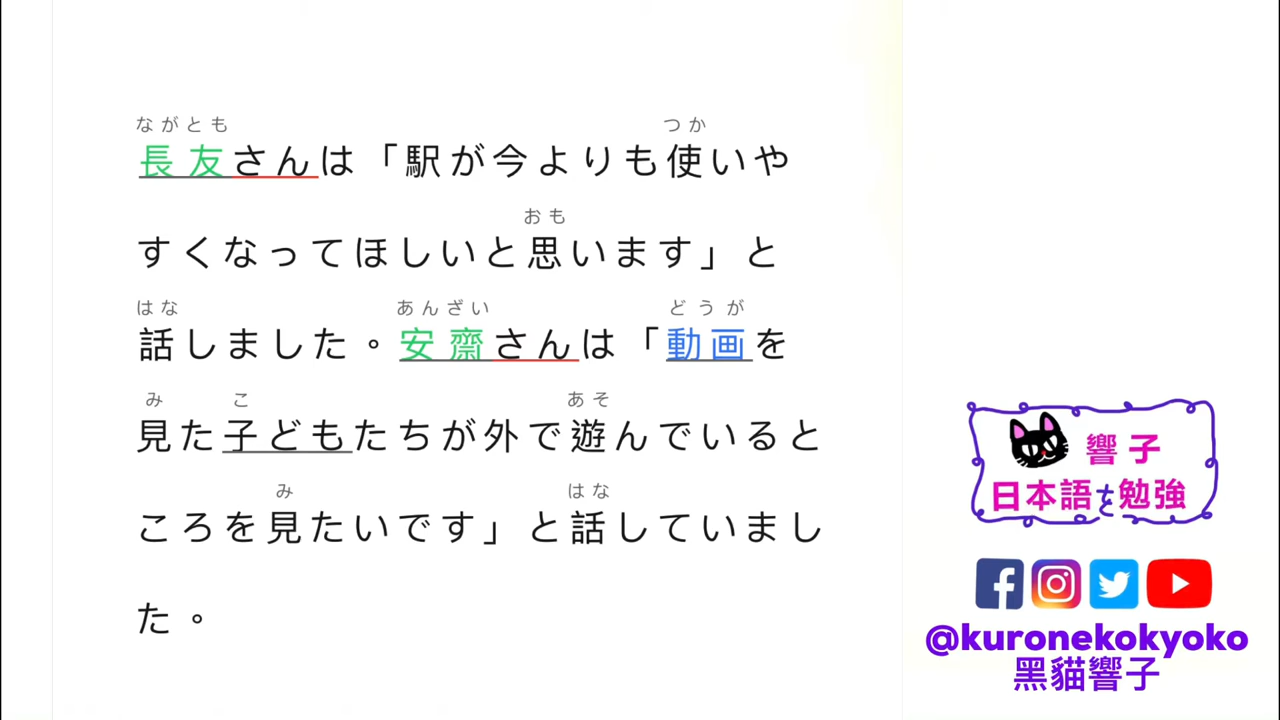 ながとも つか
長友さんは「駅が今よりも使いや
おも
すくなってほしいと思います」と
はな あんざい どうが
話しました。安齋さんは「動画を
み こ あそ
見た子どもたちが外で遊んでいると
み はな
ころを見たいです」と話していまし
た。
響子
日本語を勉強
@kuronekokyoko
黑貓響子